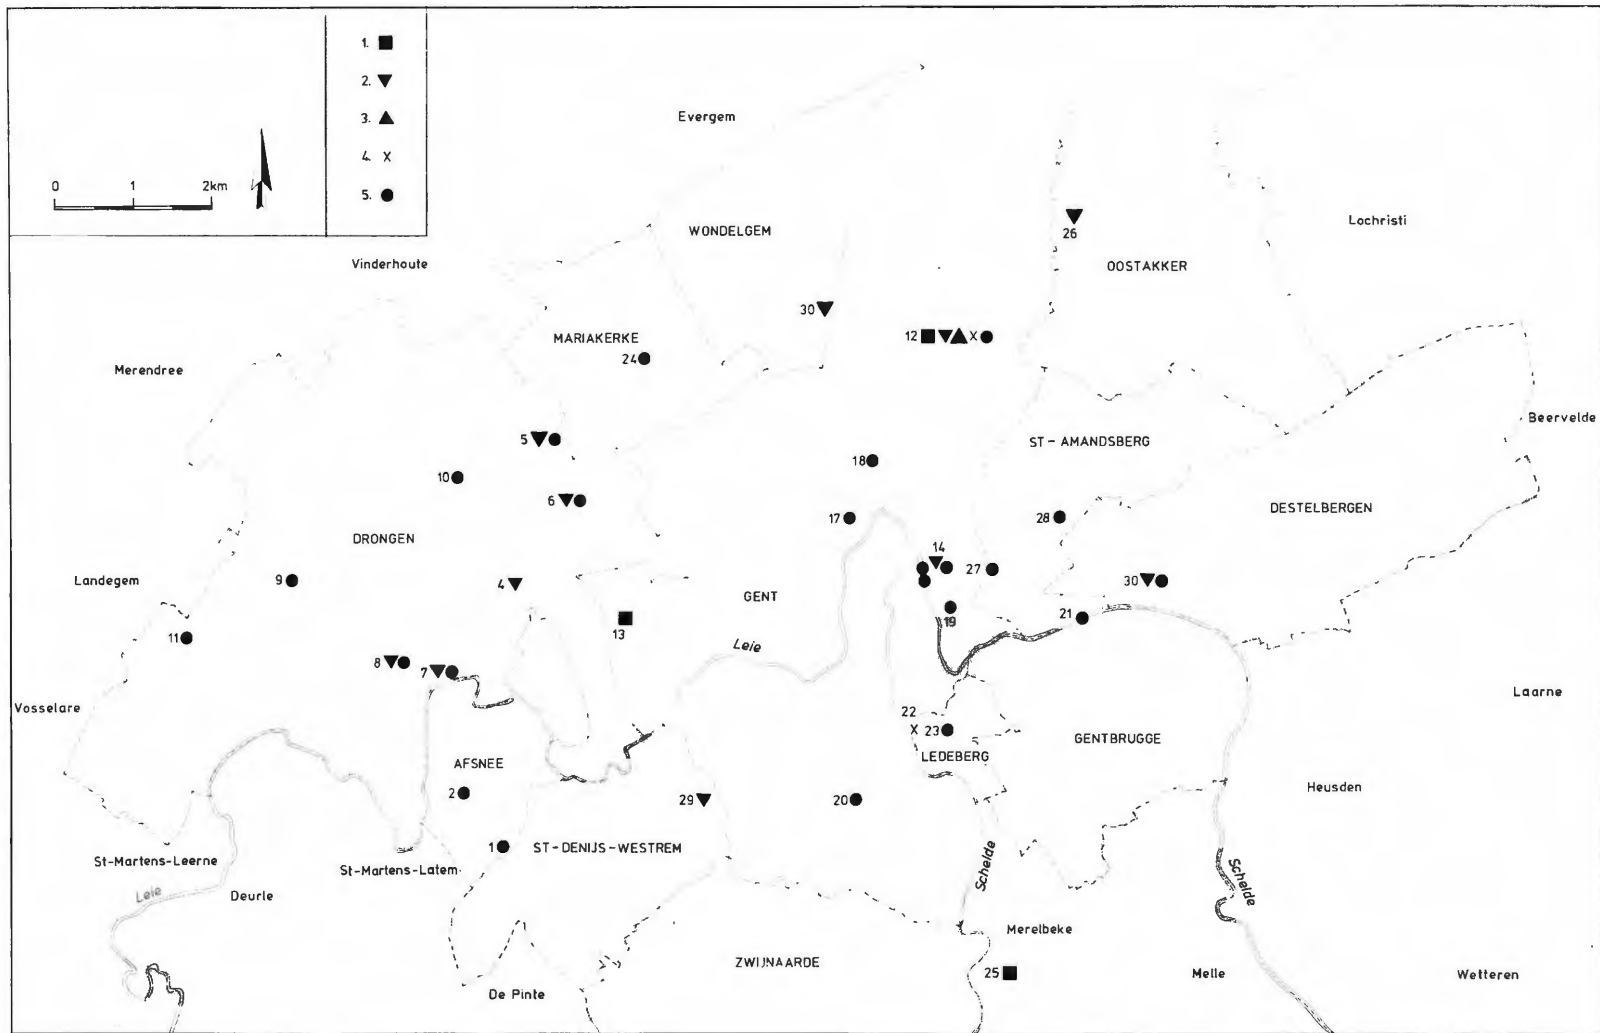 1.
2.
3.
4. x
5.
0 1 2km
Evergem
WONDELGEM
Lochristi
26
OOSTAKKER
Vinderhoute
30
12 x
MARIAKERKE
24
Merendree
Beervelde
5
ST-AMANDSBERG
18
10
6
DESTELBERGEN
17
28
DRONGEN
14
27
Landegem
9
4
30
GENT
19
21
13
11
Leie
8
7
Laarne
Vosselare
22
x 23
GENTBRUGGE
LEDEBERG
AFSNEE
2
29
20
Heusden
1
ST-DENIJS-WESTREM
St-Martens-Leerne
St-Martens-Latem
Schelde
Schelde
Leie
Deurle
Merelbeke
ZWIJNAARDE
25
Melle
Wetteren
De Pinte